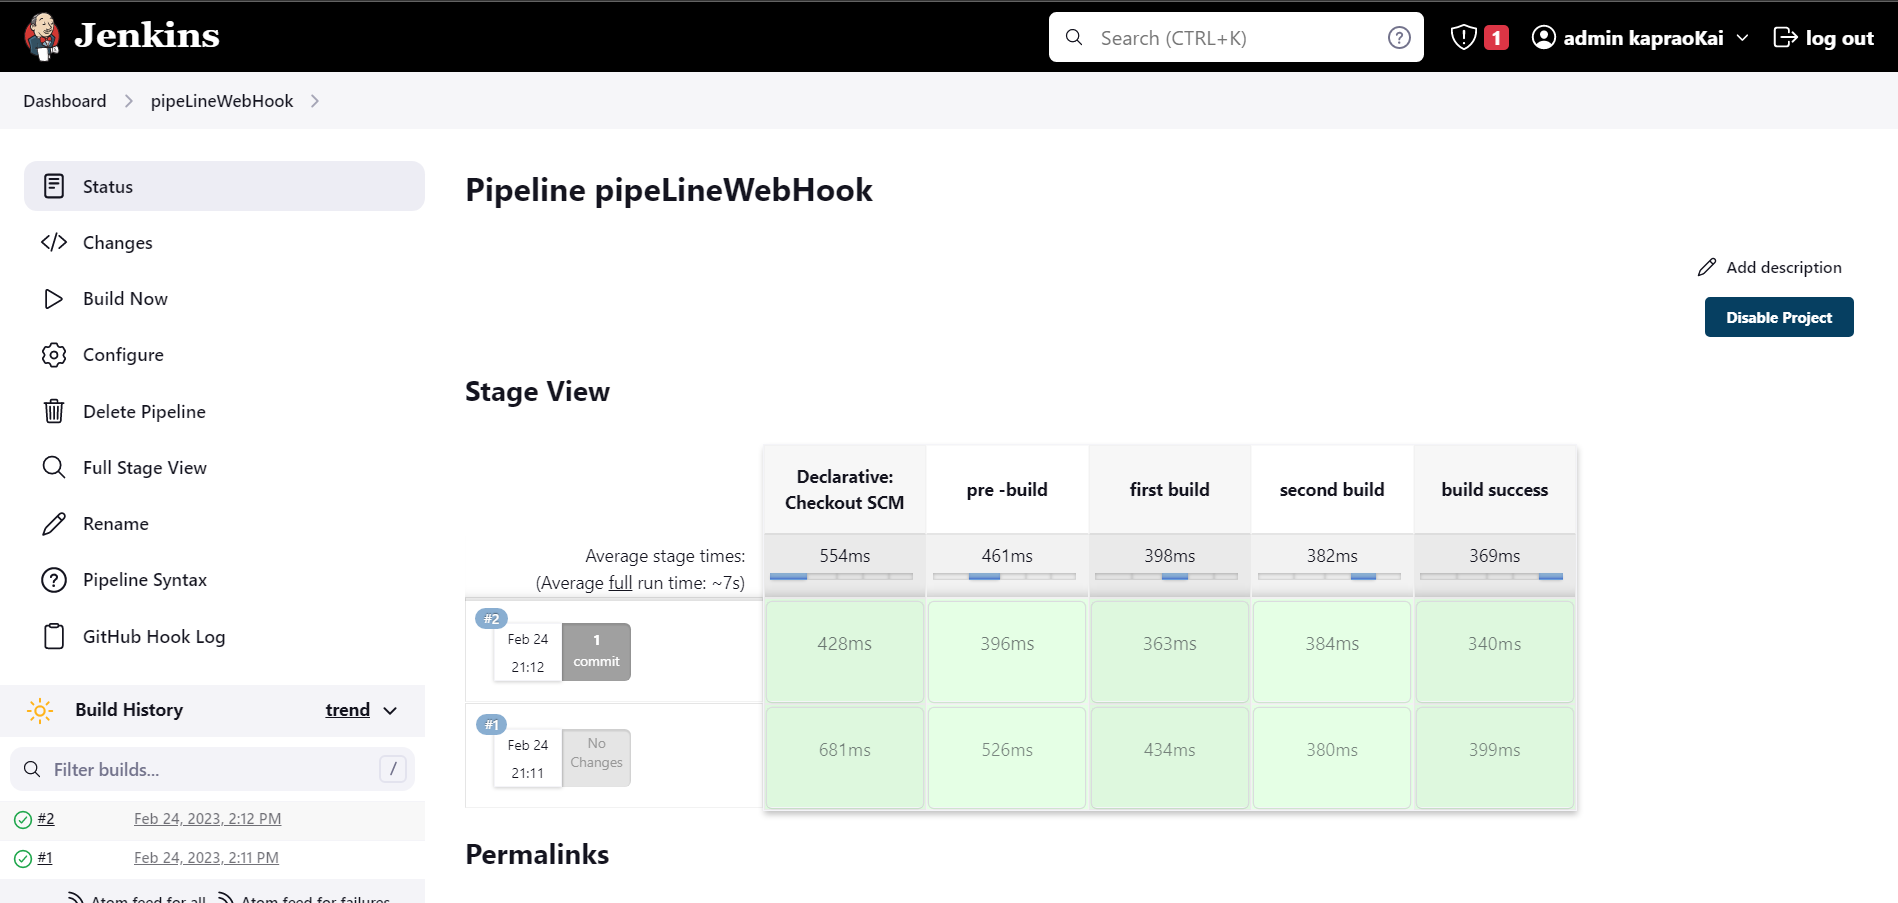 Jenkins
Search (CTRL+K)
?
1
admin kapraoKai
log out
Dashboard
pipeLineWebHook
Status
Changes
Build Now
Configure
Delete Pipeline
Full Stage View
Rename
?
Pipeline Syntax
GitHub Hook Log
Build History
trend
Filter builds...
/
#2
Feb 24, 2023, 2:12 PM
#1
Feb 24, 2023, 2:11 PM
Atom feed for all
Atom feed for failures
Pipeline pipeLineWebHook
Add description
Disable Project
Stage View
Declarative:
Checkout SCM
pre -build
first build
second build
build success
Average stage times:
(Average full run time: ~7s)
554ms
461ms
398ms
382ms
369ms
#2
Feb 24
21:12
1
commit
428ms
396ms
363ms
384ms
340ms
#1
Feb 24
21:11
No
Changes
681ms
526ms
434ms
380ms
399ms
Permalinks